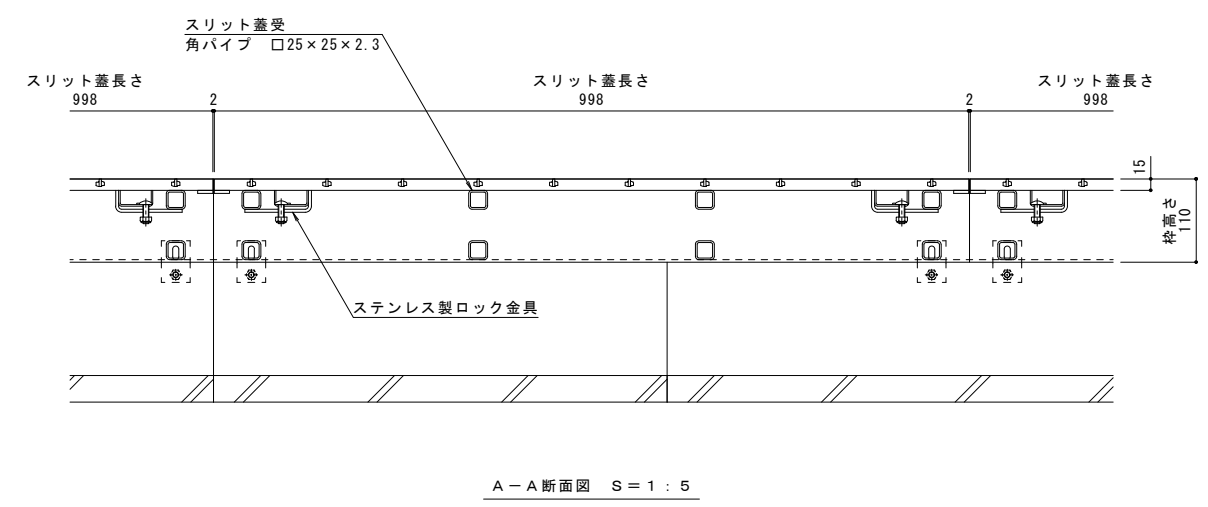 スリット蓋受
角パイプ　□25×25×2.3
スリット蓋長さ
998
2
スリット蓋長さ
998
2
スリット蓋長さ
998
15
枠高さ
110
ステンレス製ロック金具
A－A断面図　S＝1：5